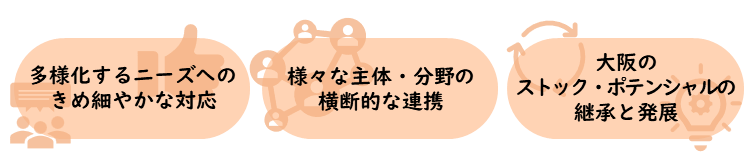 多様化するニーズへの
きめ細やかな対応
様々な主体・分野の
横断的な連携
大阪の
ストック・ポテンシャルの
継承と発展